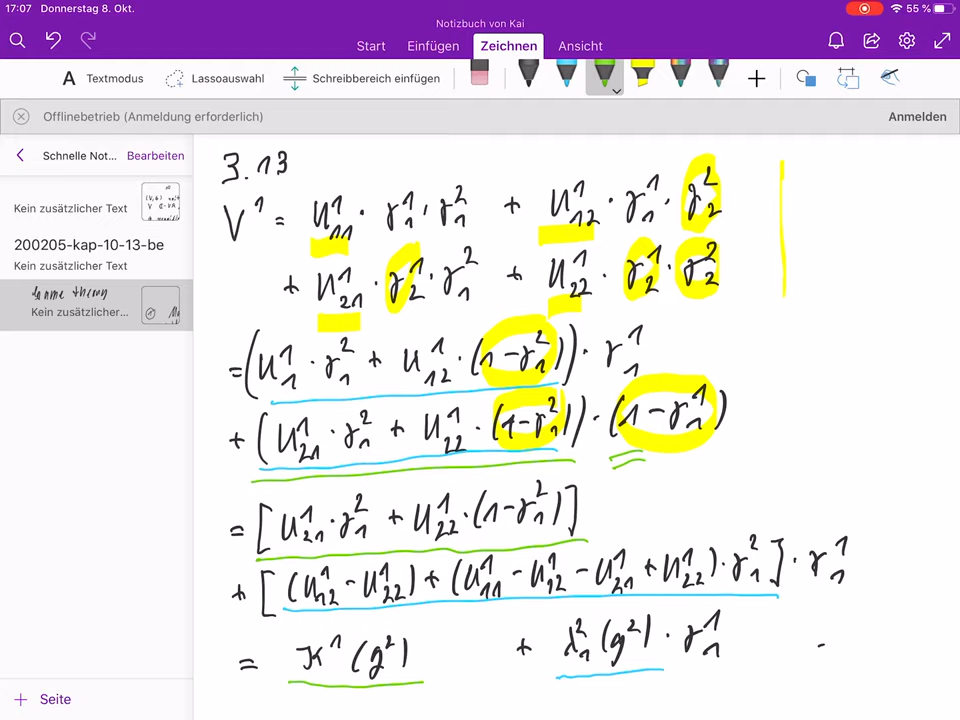 17:07 Donnerstag 8. Okt.
55 %
Notizbuch von Kai
Start Einfügen Zeichnen Ansicht
A Textmodus Lassoauswahl Schreibbereich einfügen
Offlinebetrieb (Anmeldung erforderlich) Anmelden
Schnelle Not... Bearbeiten
Kein zusätzlicher Text
200205-kap-10-13-be
Kein zusätzlicher Text
Kein zusätzlicher...
Seite
3.13
V¹ = U¹₁₁ · γ¹₁ · γ²₁ + U¹₁₂ · γ¹₁ · γ²₂
+ U¹₂₁ · γ¹₂ · γ²₁ + U¹₂₂ · γ¹₂ · γ²₂
= (U¹₁ · γ²₁ + U¹₁₂ · (1-γ²₁)) · γ¹₁
+ (U¹₂₁ · γ²₁ + U¹₂₂ · (1-γ²₁)) · (1-γ¹₁)
= [U¹₂₁ · γ²₁ + U¹₂₂ · (1-γ²₁)]
+ [(U¹₁₂ - U¹₂₂) + (U¹₁₁ - U¹₁₂ - U¹₂₁ + U¹₂₂) · γ²₁] · γ¹₁
= K¹ (g²) + λ²₁ (g²) · γ¹₁